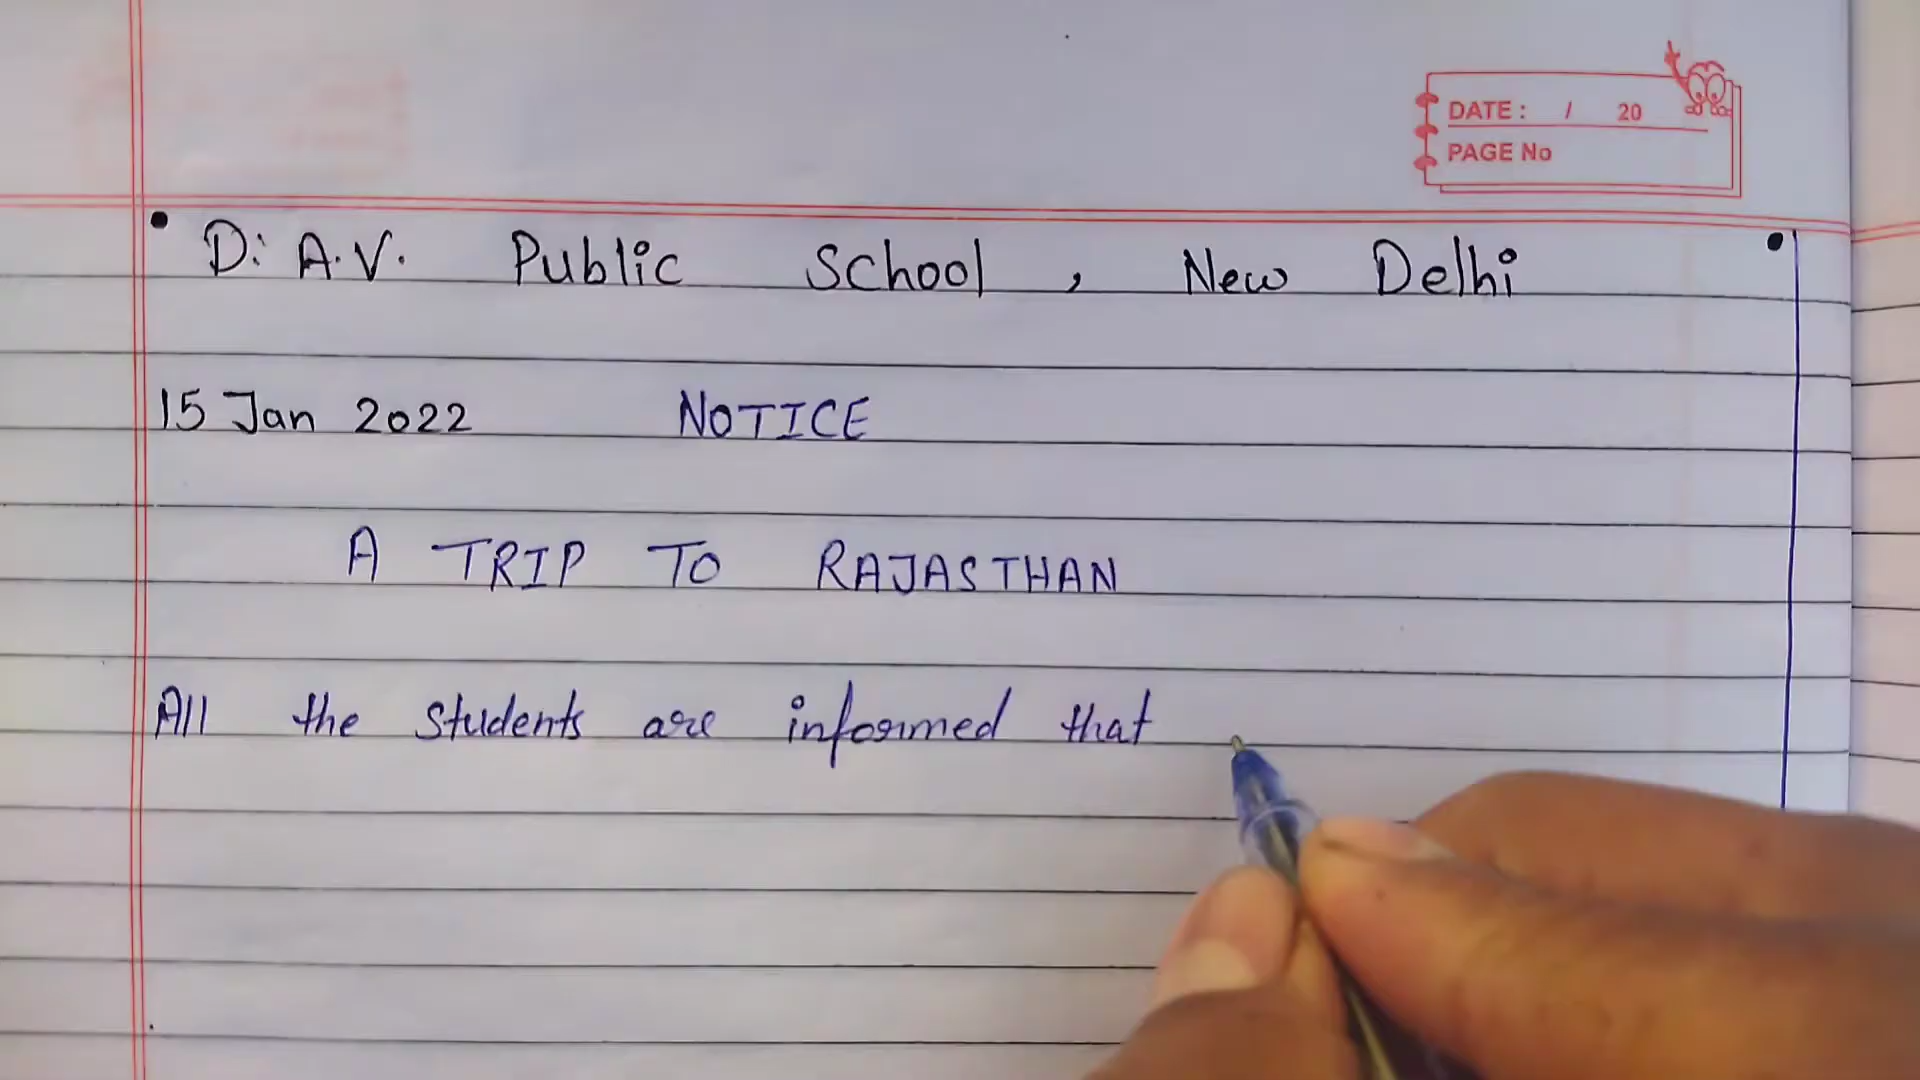 DATE : / 20
PAGE No
D. A.V. Public School , New Delhi
15 Jan 2022 NOTICE
A TRIP TO RAJASTHAN
All the students are informed that